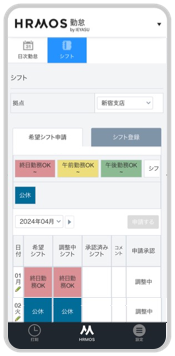 HRMOS 勤怠
by IEYASU
日次勤怠
シフト
シフト
拠点
新宿支店
希望シフト申請
シフト登録
終日勤務OK
~
午前勤務OK
~
午後勤務OK
~
シフ
公休
2024年04月
日付
希望シフト
調整中シフト
承認済みシフト
コメント
申請承認
01
月
終日勤
務OK
終日勤
務OK
調整中
02
火
公休
公休
調整中
打刻
HRMOS
設定